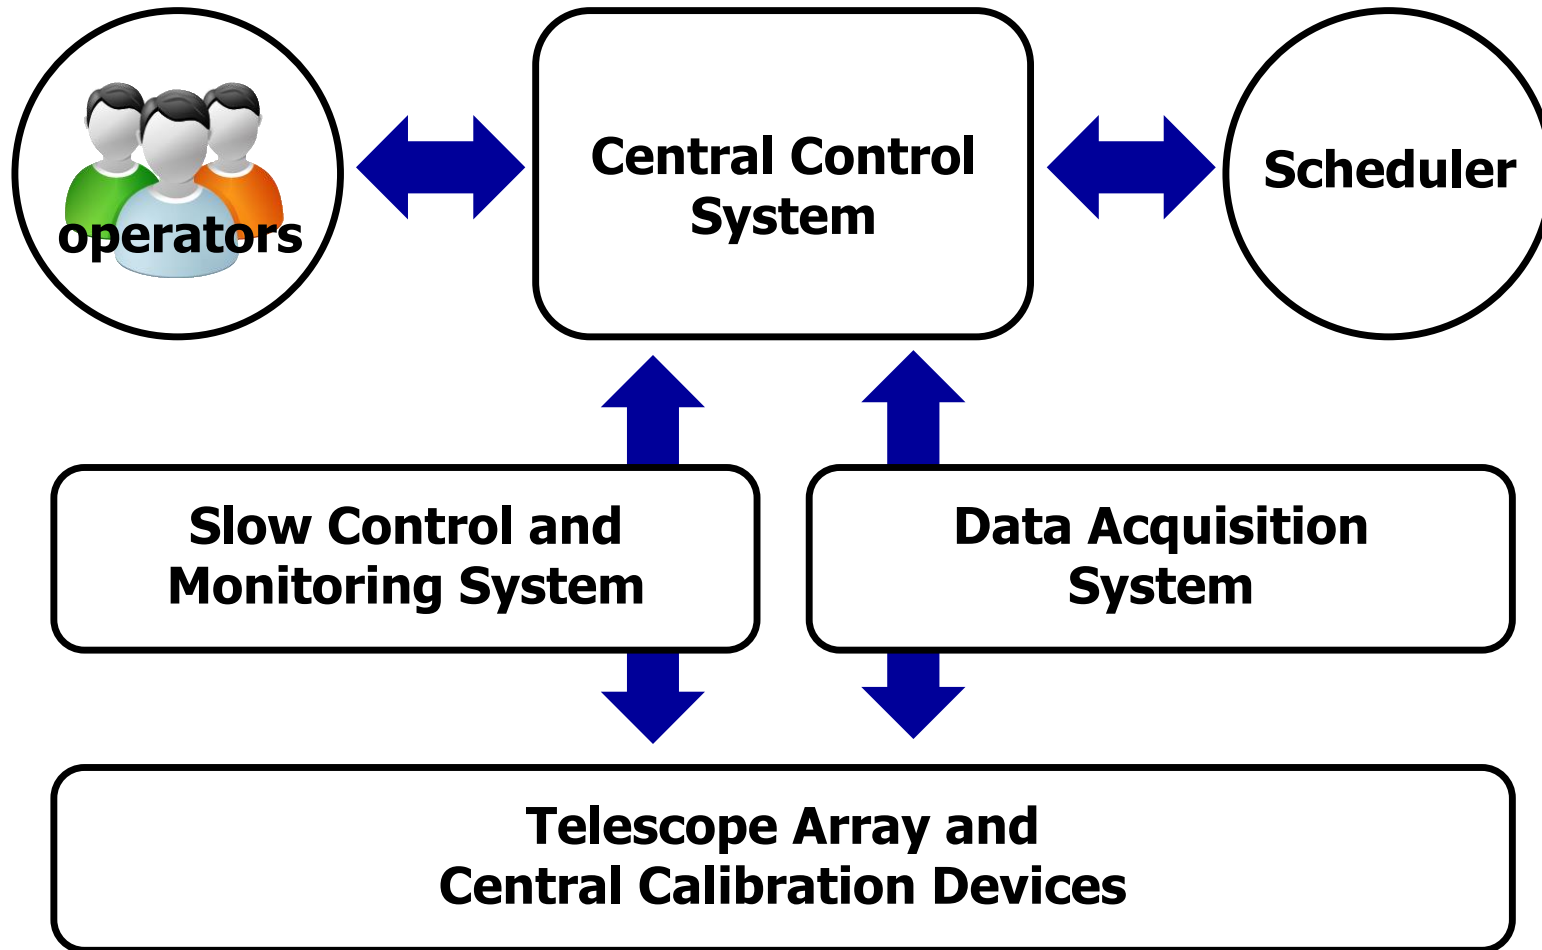 operators
Central Control
System
Scheduler
Slow Control and
Monitoring System
Data Acquisition
System
Telescope Array and
Central Calibration Devices